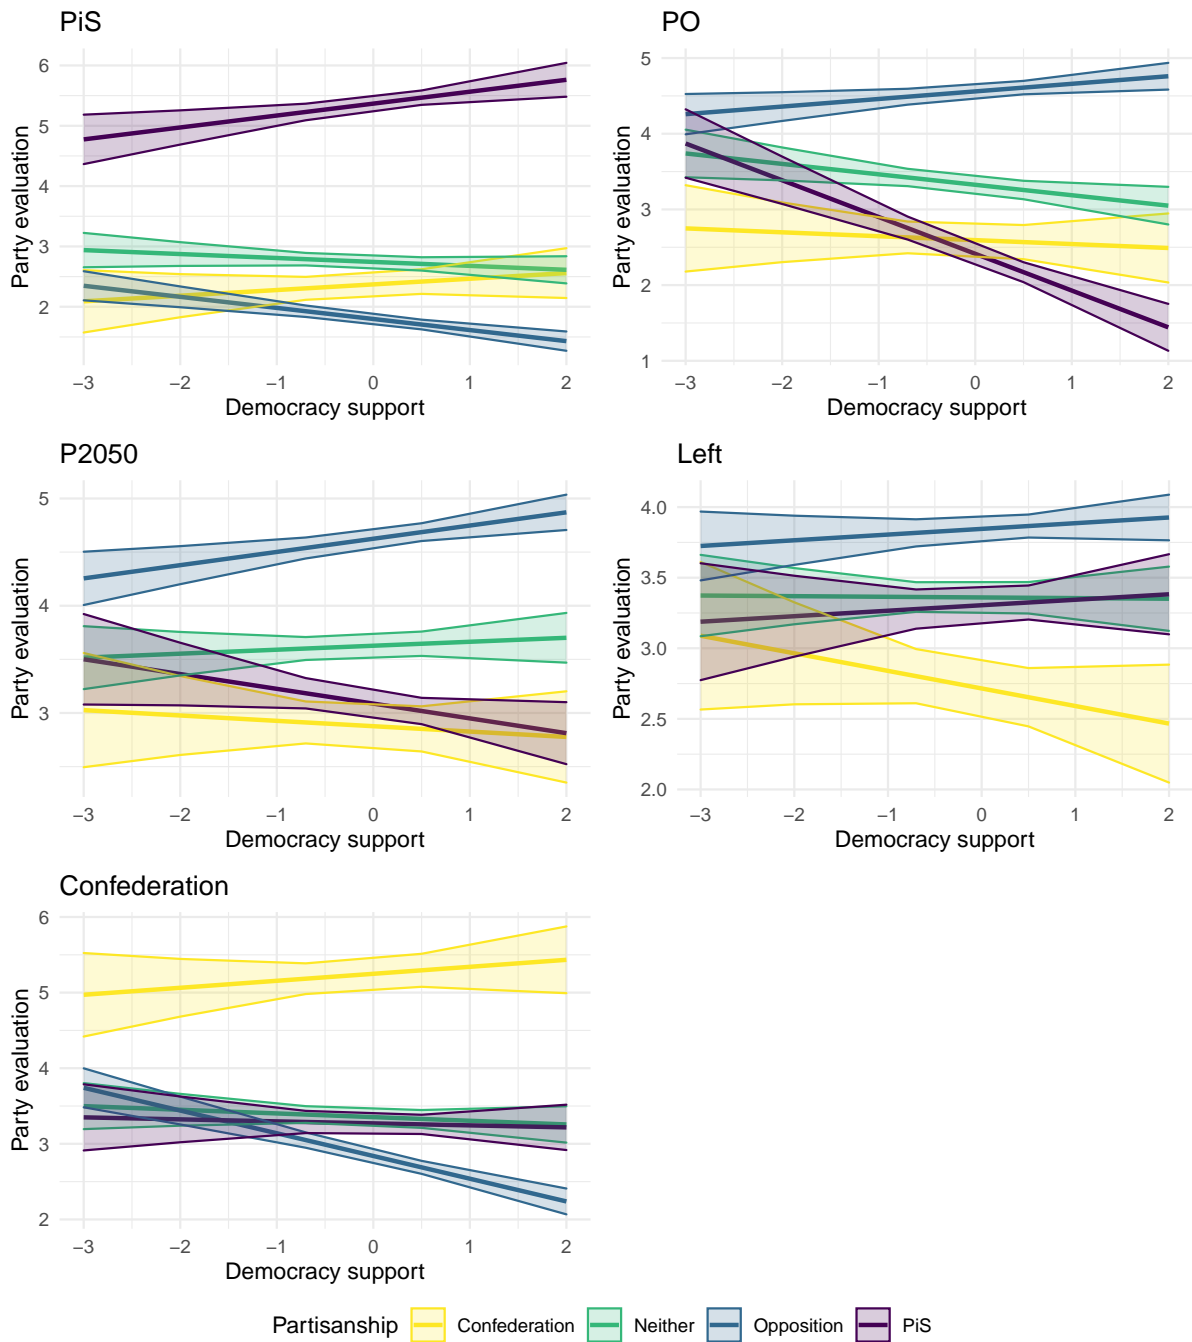 PiS
6
5
4
3
2
Party evaluation
−3 −2 −1 0 1 2
Democracy support
PO
5
4
3
2
1
Party evaluation
−3 −2 −1 0 1 2
Democracy support
P2050
5
4
3
Party evaluation
−3 −2 −1 0 1 2
Democracy support
Left
4.0
3.5
3.0
2.5
2.0
Party evaluation
−3 −2 −1 0 1 2
Democracy support
Confederation
6
5
4
3
2
Party evaluation
−3 −2 −1 0 1 2
Democracy support
Partisanship Confederation Neither Opposition PiS